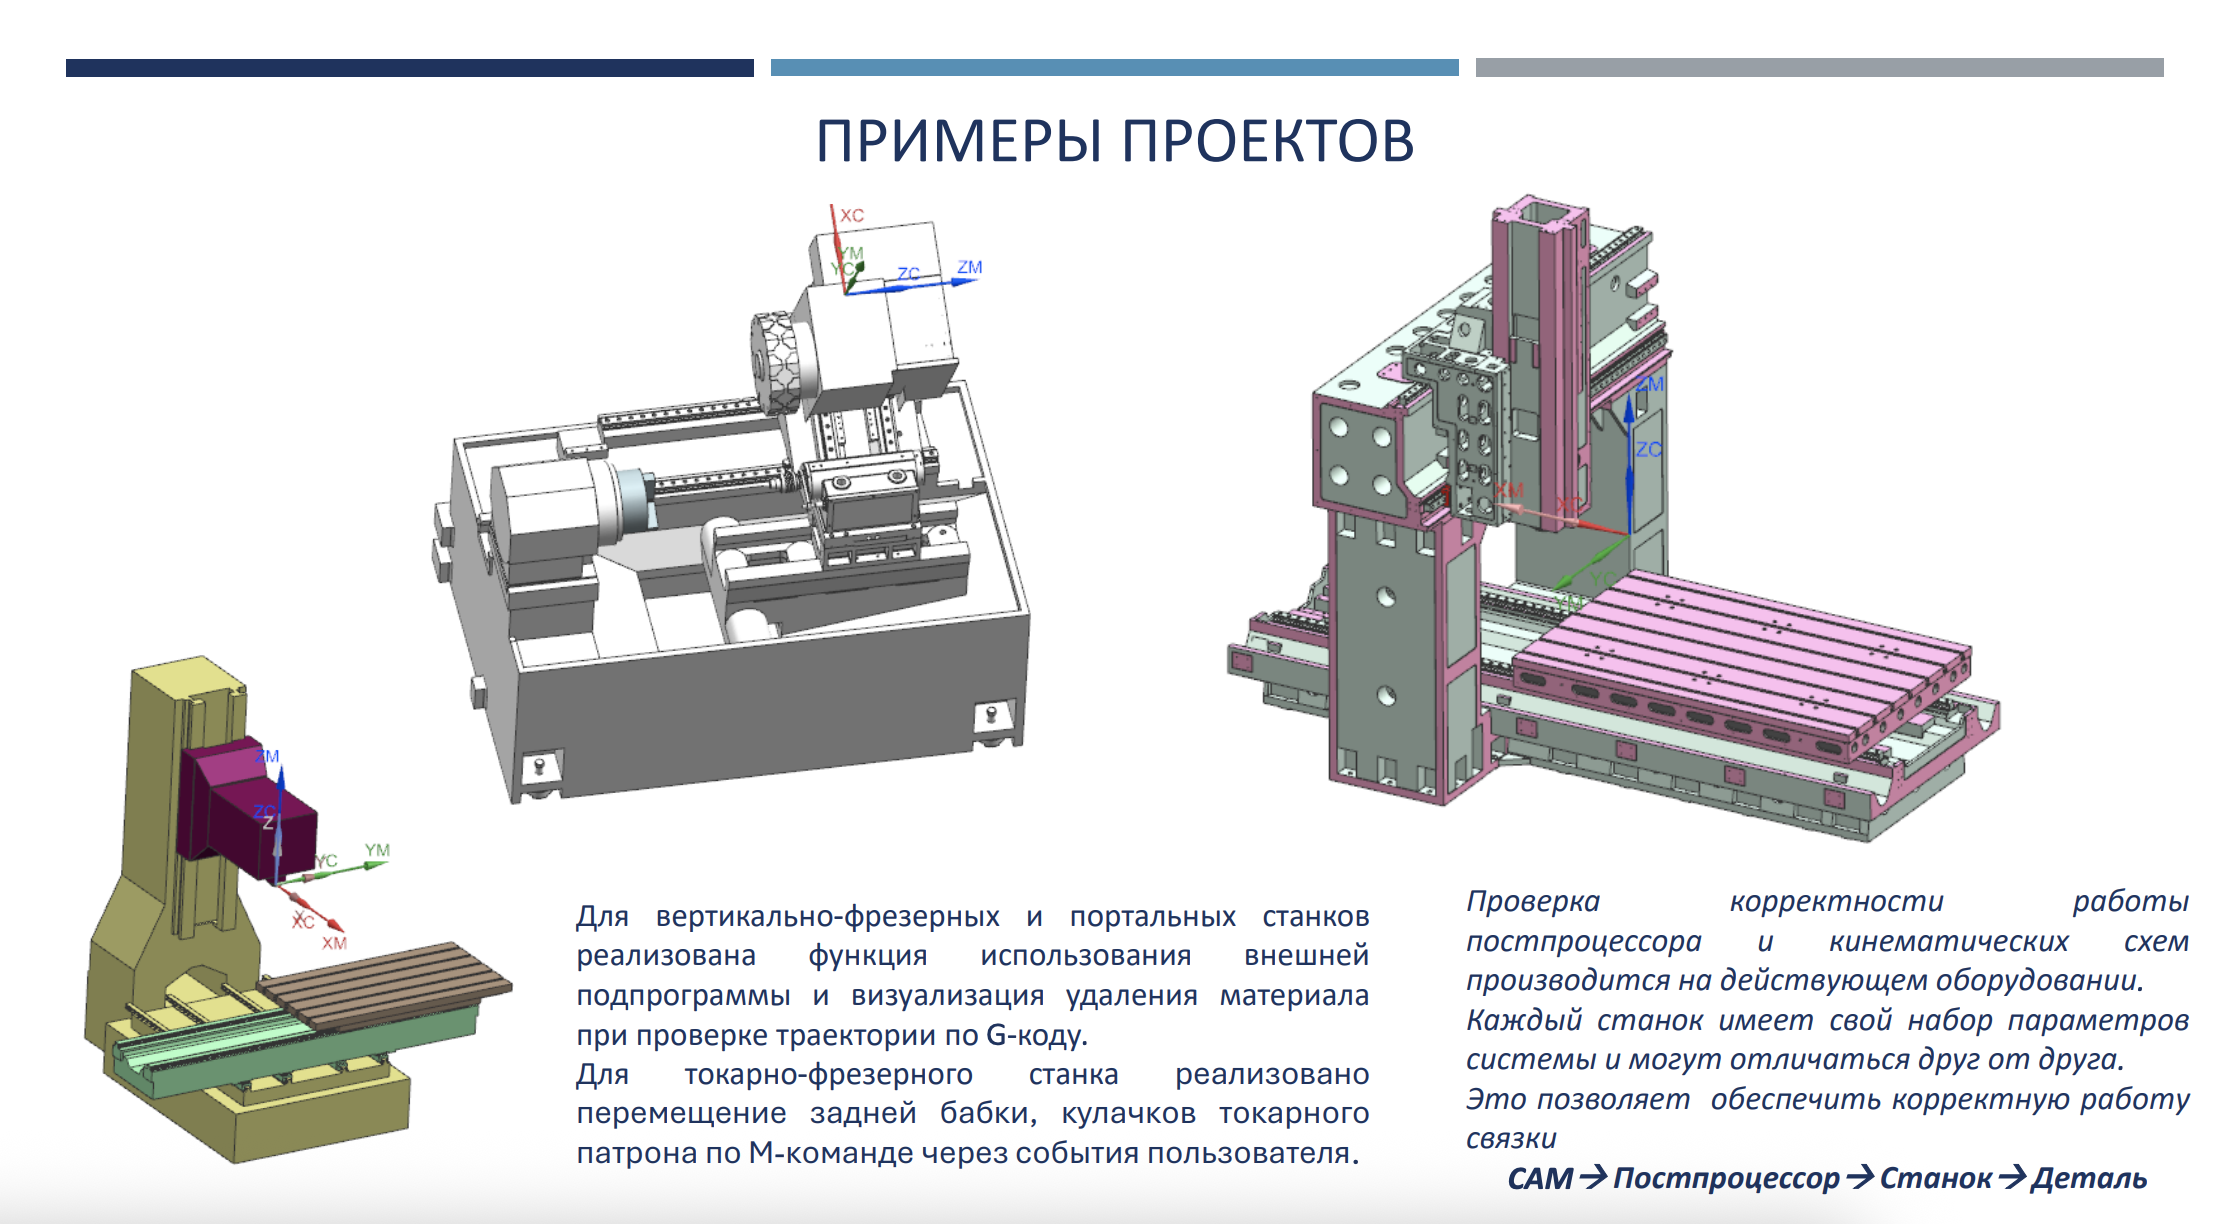 ПРИМЕРЫ ПРОЕКТОВ
XC
YM
YC
ZC
ZM
ZM
ZC
XM
XC
YC
YM
ZM
ZC
Z
YC
YM
X
XC
XM
Для вертикально-фрезерных и портальных станков
реализована функция использования внешней
подпрограммы и визуализация удаления материала
при проверке траектории по G-коду.
Для токарно-фрезерного станка реализовано
перемещение задней бабки, кулачков токарного
патрона по М-команде через события пользователя.
Проверка корректности работы
постпроцессора и кинематических схем
производится на действующем оборудовании.
Каждый станок имеет свой набор параметров
системы и могут отличаться друг от друга.
Это позволяет обеспечить корректную работу
связки
CAM→Постпроцессор→Станок→Деталь